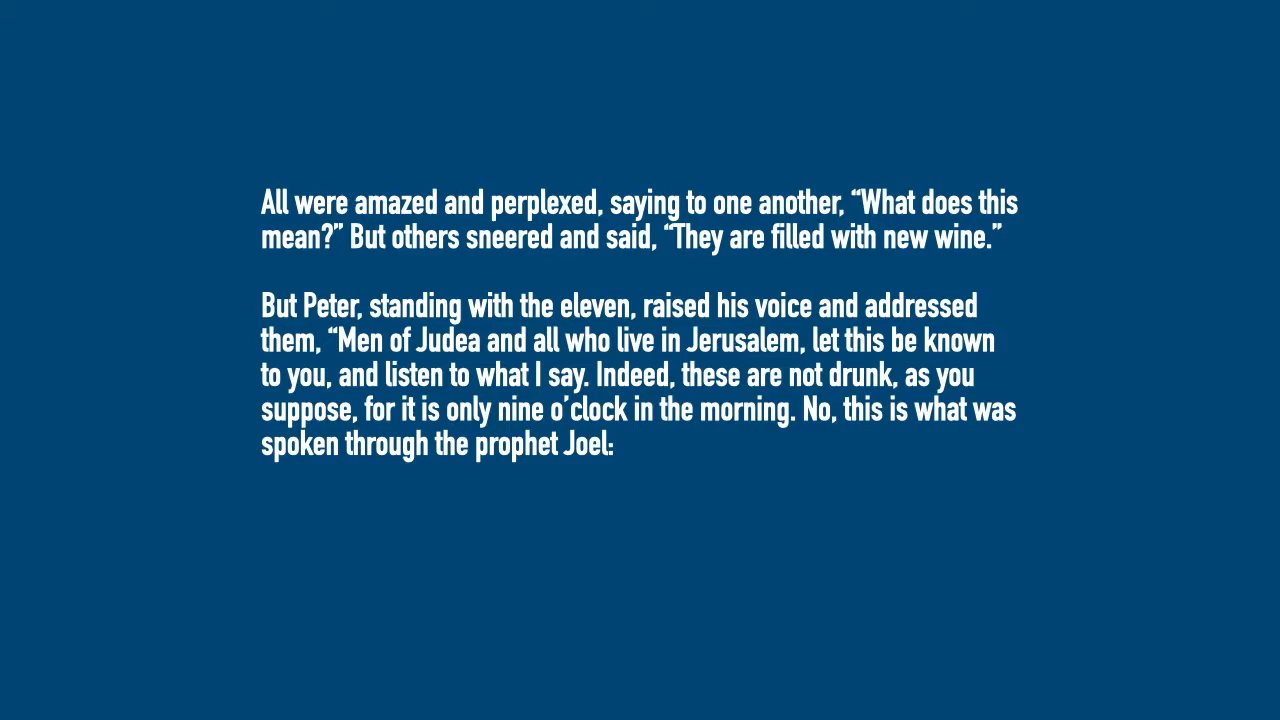 All were amazed and perplexed, saying to one another, “What does this
mean?” But others sneered and said, “They are filled with new wine.”
But Peter, standing with the eleven, raised his voice and addressed
them, “Men of Judea and all who live in Jerusalem, let this be known
to you, and listen to what I say. Indeed, these are not drunk, as you
suppose, for it is only nine o’clock in the morning. No, this is what was
spoken through the prophet Joel: